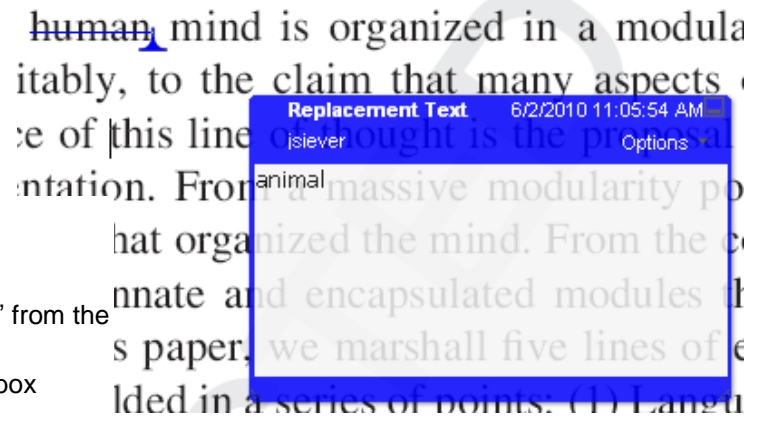 human mind is organized in a modula
itably, to the claim that many aspects
Replacement Text 6/2/2010 11:05:54 AM
e of this line of thought is the proposal
jsiever Options
entation. From a massive modularity po
animal
hat organized the mind. From the c
nnate and encapsulated modules th
” from the
s paper, we marshall five lines of e
box
lded in a series of points: (1) Langu